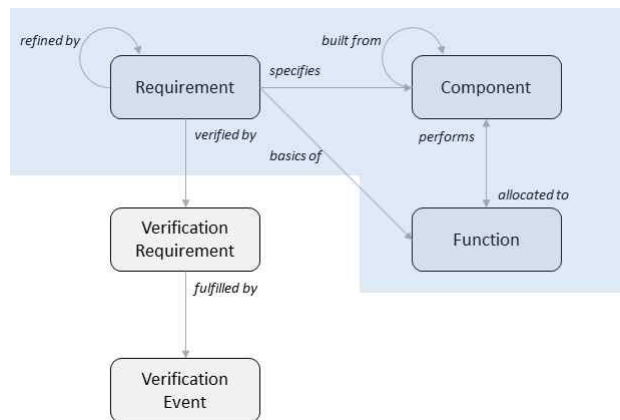 refined by
built from
Requirement
specifies
Component
verified by
basics of
performs
allocated to
Verification
Requirement
Function
fulfilled by
Verification
Event